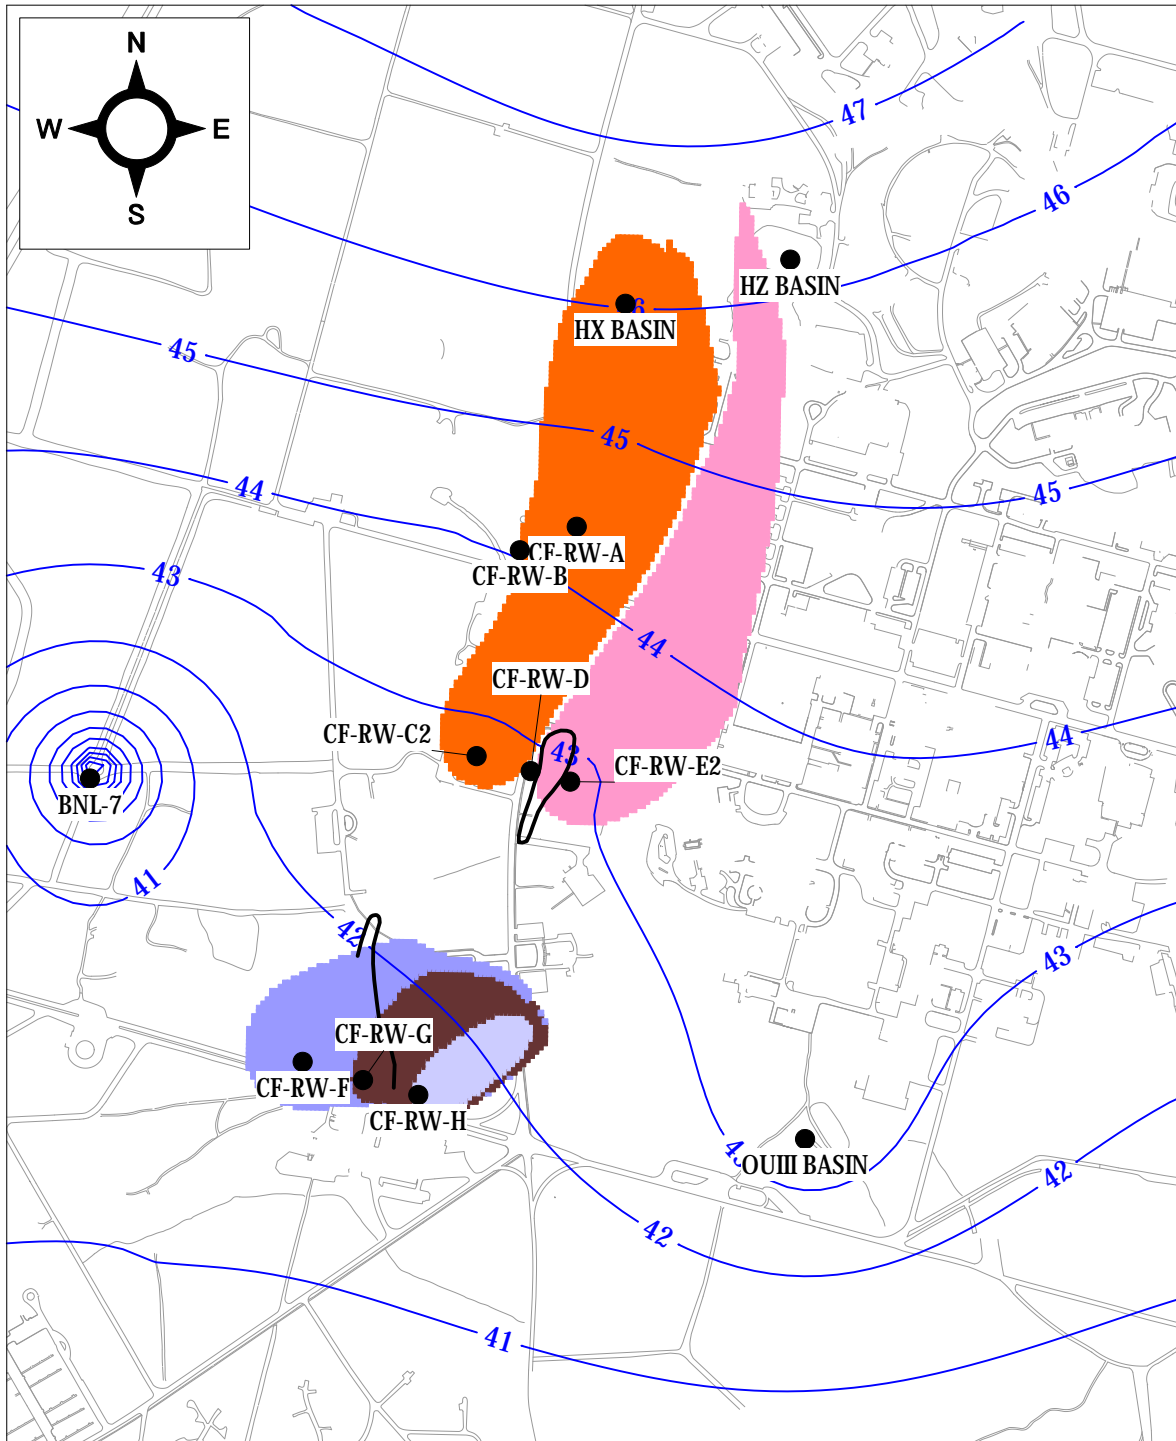 N
W E
S
47
46
HZ BASIN
6
HX BASIN
45
45
44
45
CF-RW-A
CF-RW-B
43
44
CF-RW-D
CF-RW-C2
44
43
CF-RW-E2
BNL-7
41
42
43
CF-RW-G
CF-RW-F
CF-RW-H
OUIII BASIN
42
42
41